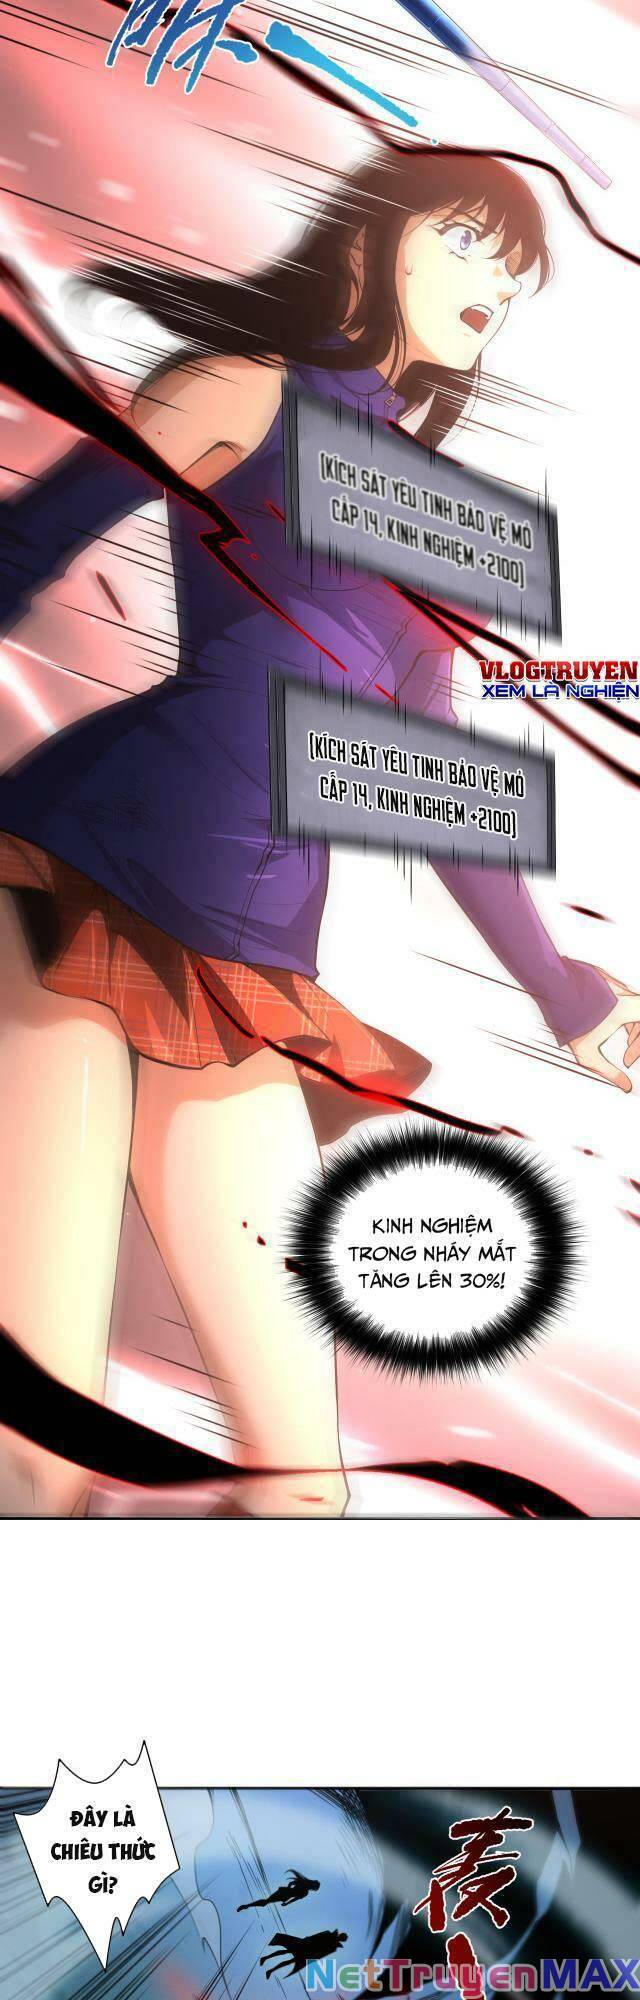 [KÍCH SÁT YÊU TINH BẢO VỆ MỎ
CẤP 14, KINH NGHIỆM +2100]
VLOGTRUYEN
XEM LÀ NGHIỆN
[KÍCH SÁT YÊU TINH BẢO VỆ MỎ
CẤP 14, KINH NGHIỆM +2100]
KINH NGHIỆM
TRONG NHÁY MẮT
TĂNG LÊN 30%!
ĐÂY LÀ
CHIÊU THỨC
GÌ?
NetTruyenMAX